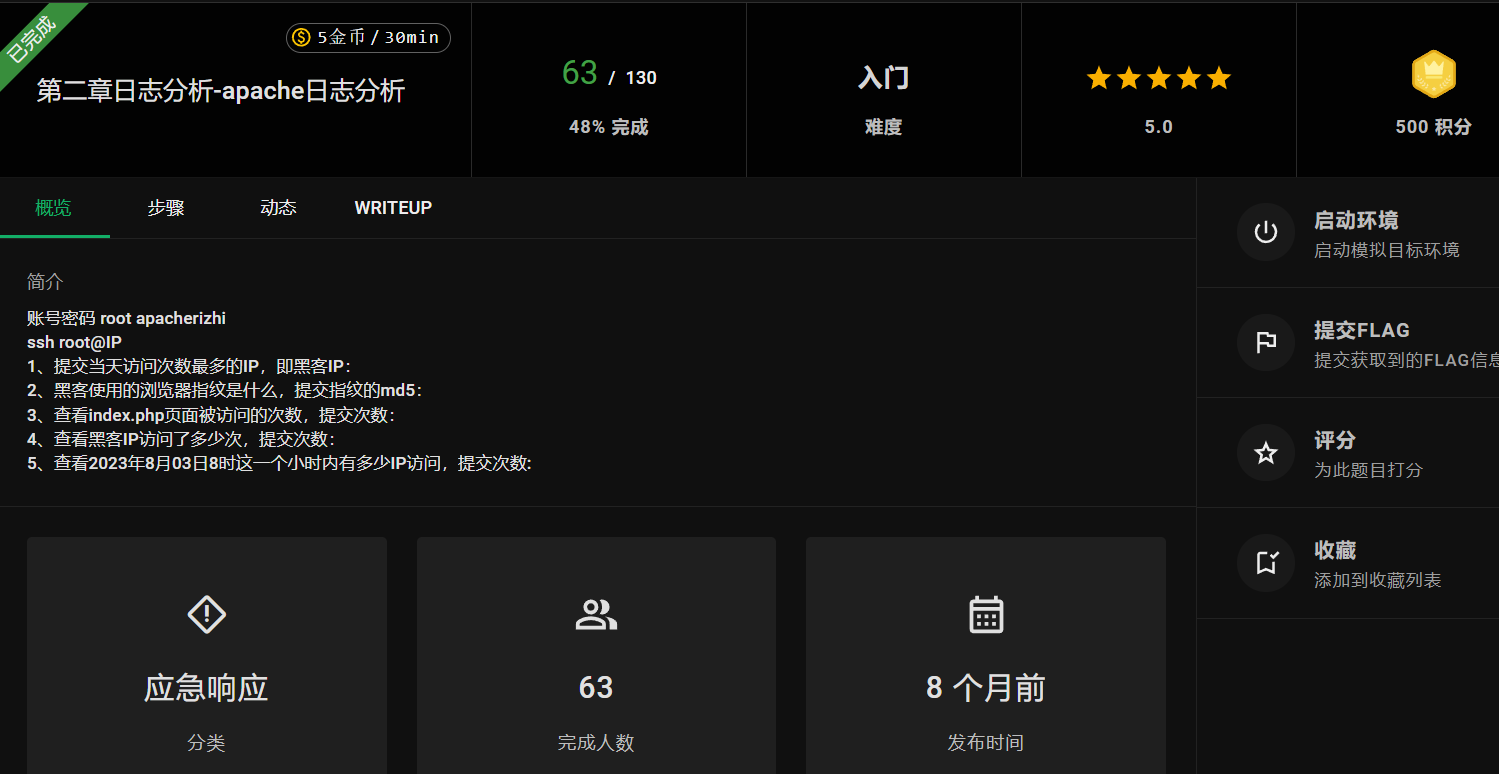 已完成
5金币/30min
第二章日志分析-apache日志分析
63 / 130
48% 完成
入门
难度
5.0
500 积分
概览
步骤
动态
WRITEUP
简介
账号密码 root apacherizhi
ssh root@IP
1、提交当天访问次数最多的IP，即黑客IP：
2、黑客使用的浏览器指纹是什么，提交指纹的md5：
3、查看index.php页面被访问的次数，提交次数：
4、查看黑客IP访问了多少次，提交次数：
5、查看2023年8月03日8时这一个小时内有多少IP访问，提交次数:
启动环境
启动模拟目标环境
提交FLAG
提交获取到的FLAG信息
评分
为此题目打分
收藏
添加到收藏列表
应急响应
分类
63
完成人数
8 个月前
发布时间